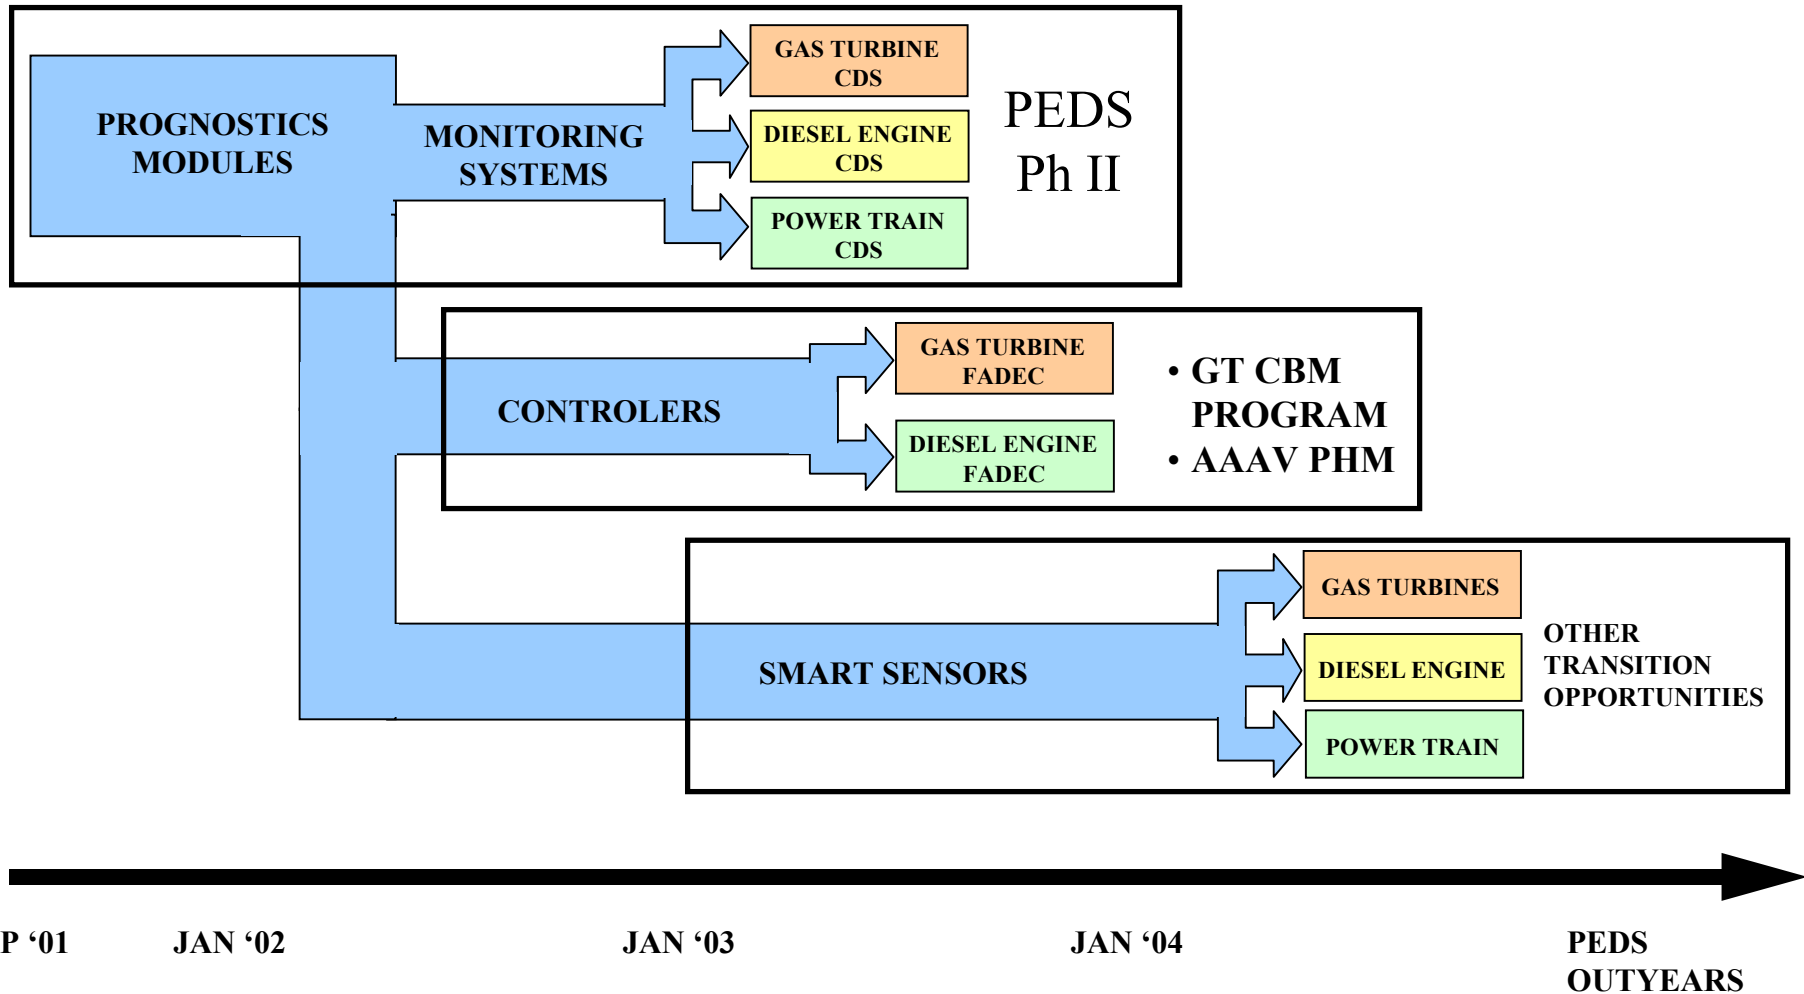 PROGNOSTICS
MODULES
MONITORING
SYSTEMS
GAS TURBINE
CDS
DIESEL ENGINE
CDS
POWER TRAIN
CDS
PEDS
Ph II
CONTROLERS
GAS TURBINE
FADEC
DIESEL ENGINE
FADEC
• GT CBM
PROGRAM
• AAAV PHM
SMART SENSORS
GAS TURBINES
DIESEL ENGINE
POWER TRAIN
OTHER
TRANSITION
OPPORTUNITIES
P ‘01
JAN ‘02
JAN ‘03
JAN ‘04
PEDS
OUTYEARS